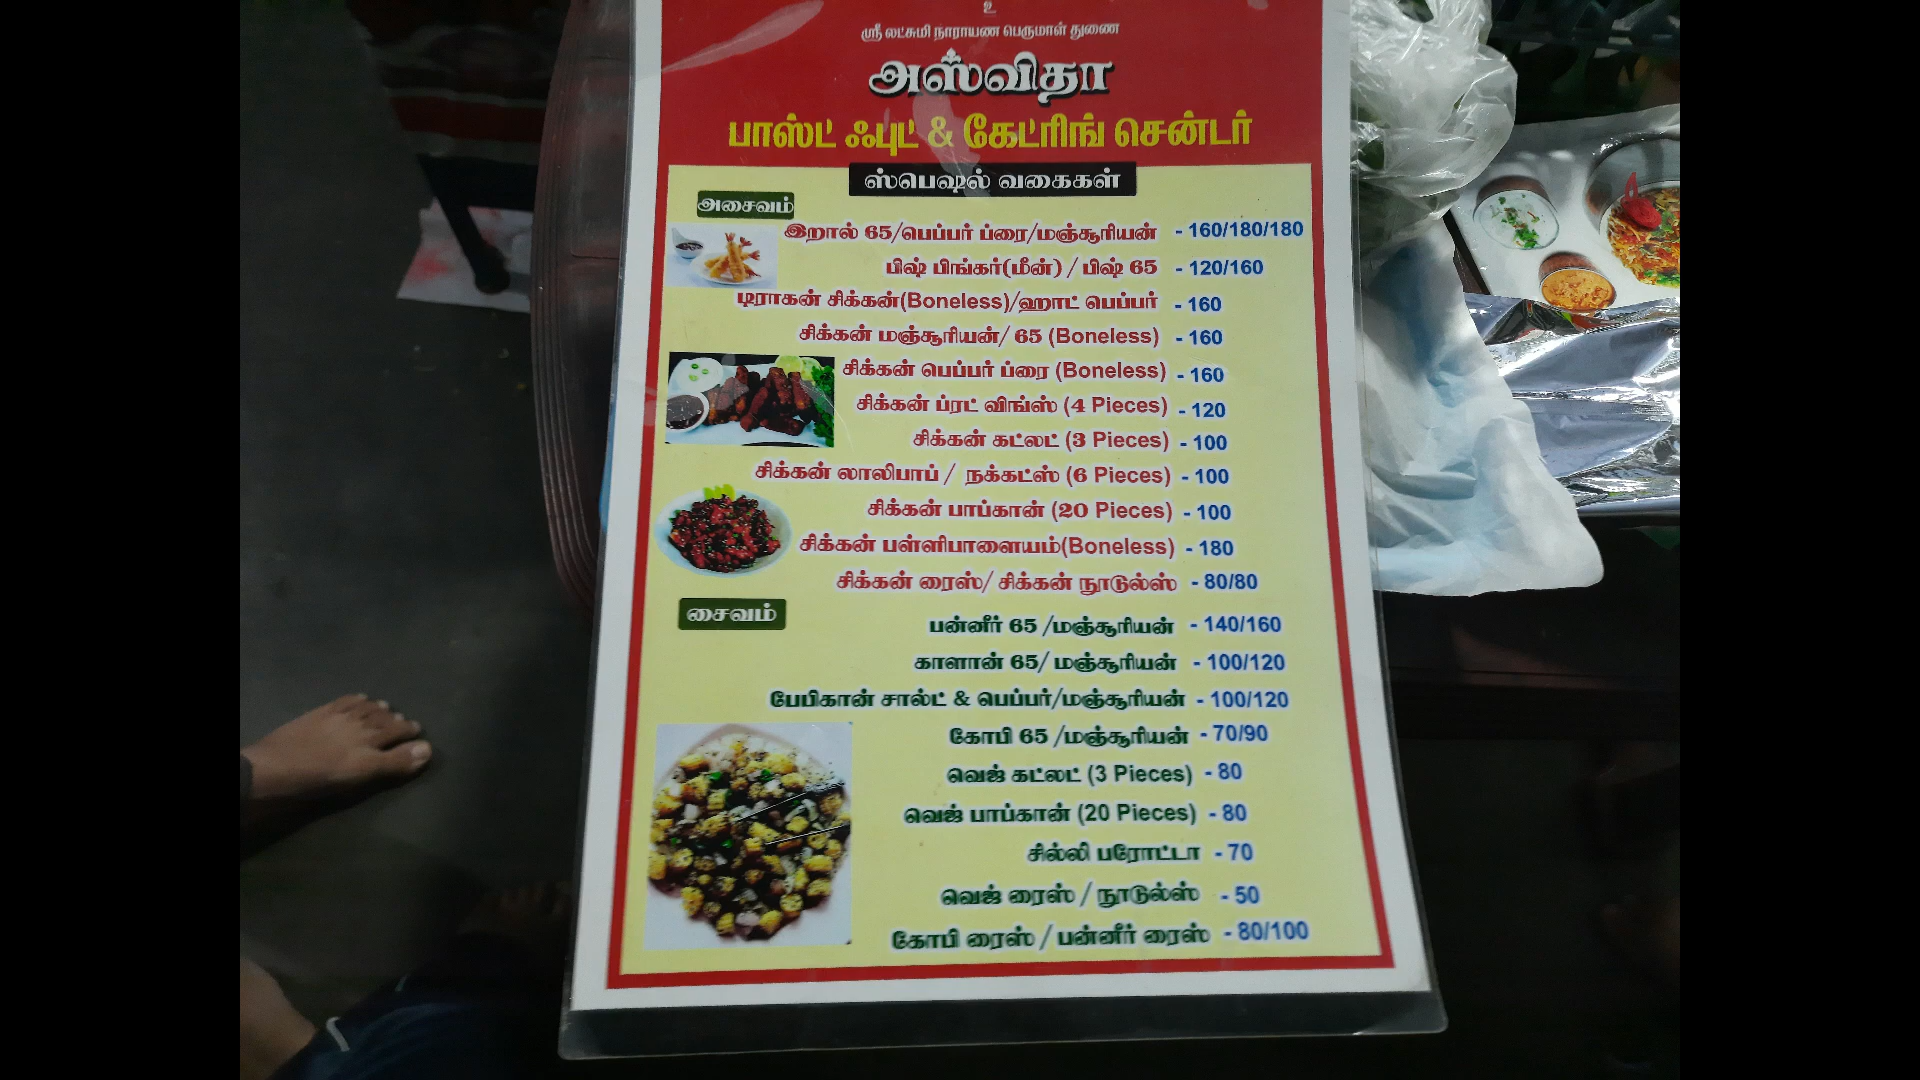 உ
ஸ்ரீ லட்சுமி நாராயண பெருமாள் துணை
அஸ்விதா
பாஸ்ட் ஃபுட் & கேட்ரிங் சென்டர்
ஸ்பெஷல் வகைகள்
அசைவம்
இறால் 65/பெப்பர் ப்ரை/மஞ்சூரியன் - 160/180/180
பிஷ் பிங்கர்(மீன்) / பிஷ் 65 - 120/160
டிராகன் சிக்கன்(Boneless)/ஹாட் பெப்பர் - 160
சிக்கன் மஞ்சூரியன்/ 65 (Boneless) - 160
சிக்கன் பெப்பர் ப்ரை (Boneless) - 160
சிக்கன் ப்ரட் விங்ஸ் (4 Pieces) - 120
சிக்கன் கட்லட் (3 Pieces) - 100
சிக்கன் லாலிபாப் / நக்கட்ஸ் (6 Pieces) - 100
சிக்கன் பாப்கான் (20 Pieces) - 100
சிக்கன் பள்ளிபாளையம்(Boneless) - 180
சிக்கன் ரைஸ்/ சிக்கன் நூடுல்ஸ் - 80/80
சைவம்
பன்னீர் 65 /மஞ்சூரியன் - 140/160
காளான் 65/ மஞ்சூரியன் - 100/120
பேபிகான் சால்ட் & பெப்பர்/மஞ்சூரியன் - 100/120
கோபி 65 /மஞ்சூரியன் - 70/90
வெஜ் கட்லட் (3 Pieces) - 80
வெஜ் பாப்கான் (20 Pieces) - 80
சில்லி பரோட்டா - 70
வெஜ் ரைஸ் / நூடுல்ஸ் - 50
கோபி ரைஸ் / பன்னீர் ரைஸ் - 80/100